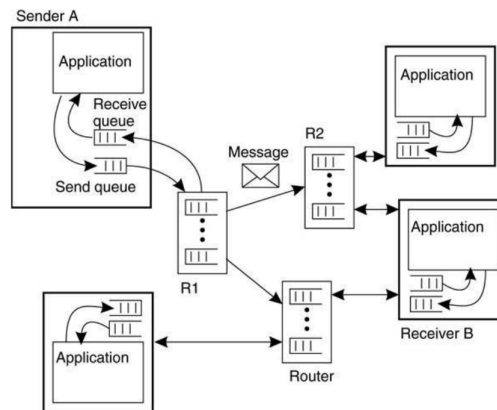 Sender A
Application
Receive
queue
Send queue
Message
R2
Application
R1
Application
Receiver B
Application
Router